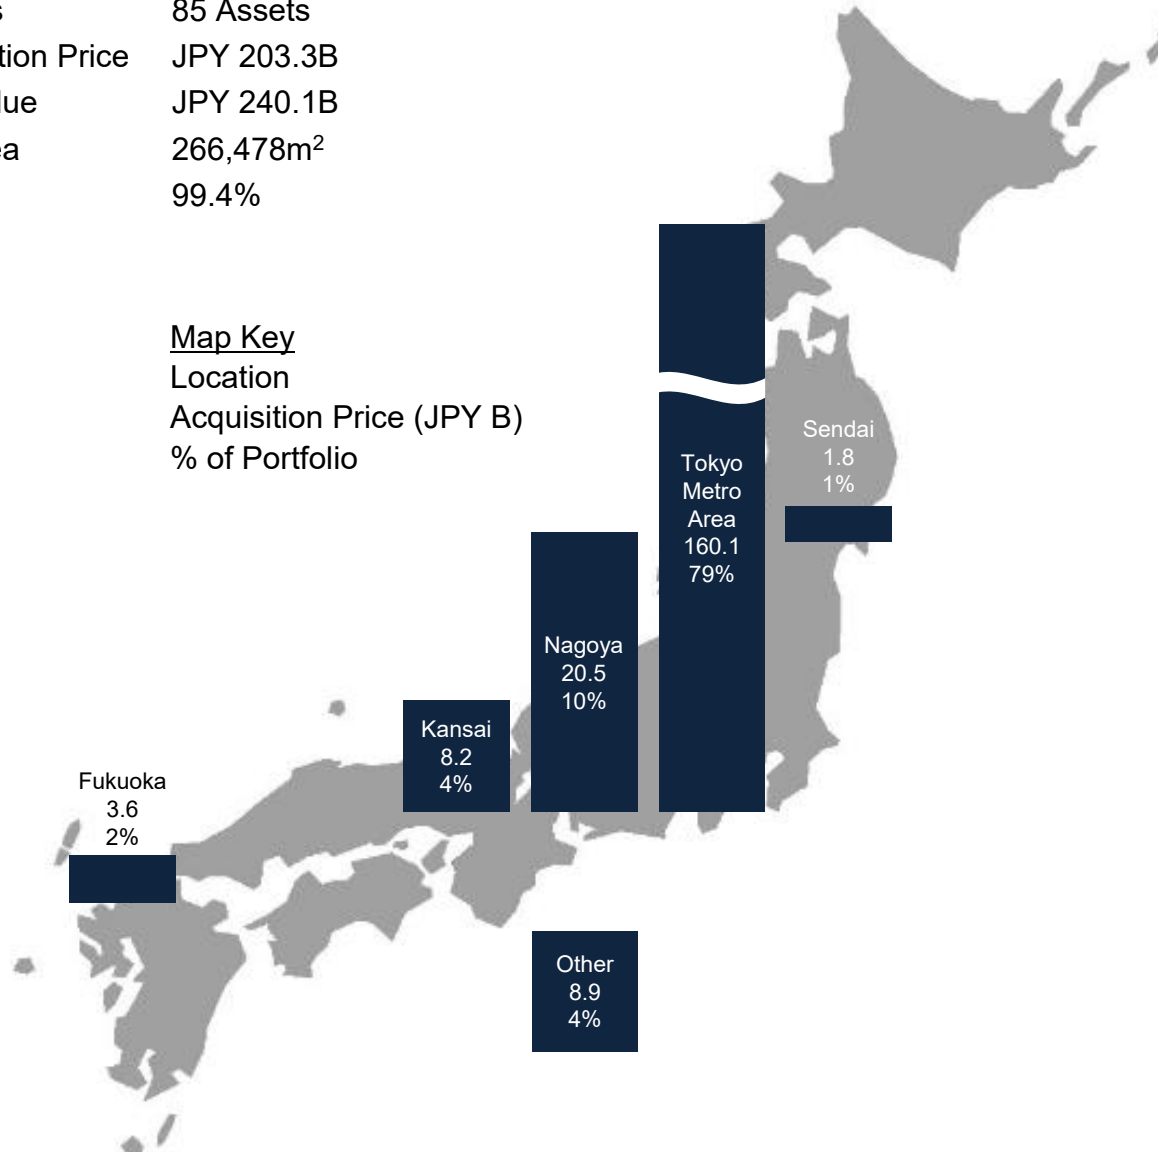 85 Assets
tion Price JPY 203.3B
lue JPY 240.1B
ea 266,478m²
99.4%
Map Key
Location
Acquisition Price (JPY B)
% of Portfolio
Sendai
1.8
1%
Tokyo
Metro
Area
160.1
79%
Nagoya
20.5
10%
Kansai
8.2
4%
Fukuoka
3.6
2%
Other
8.9
4%